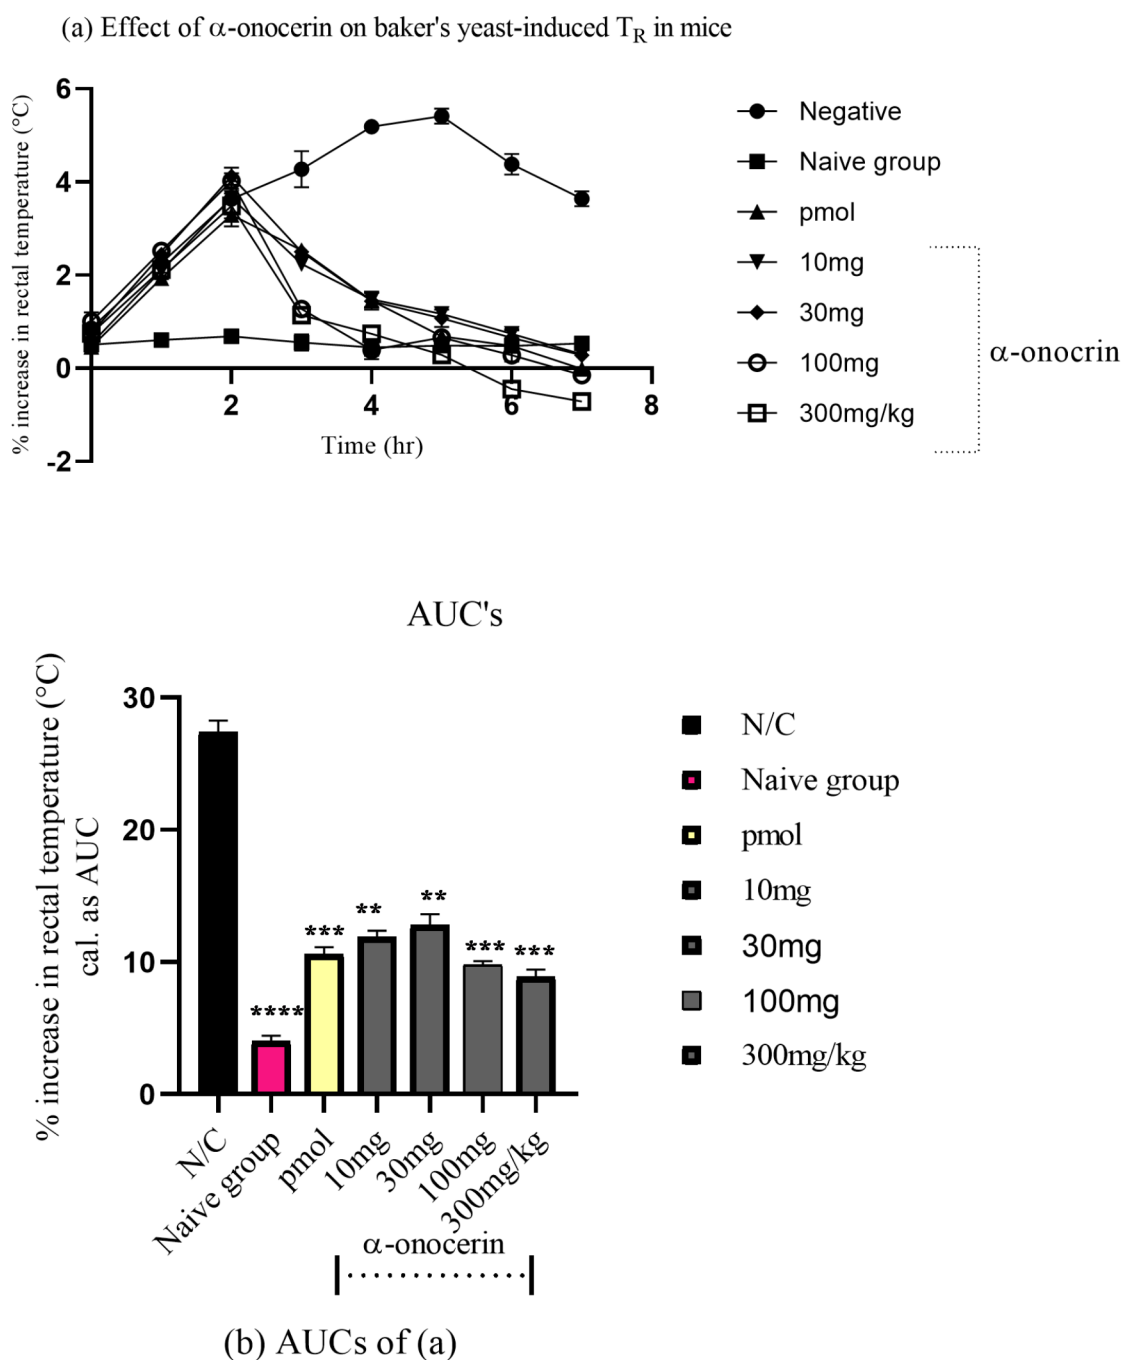 (a) Effect of α-onocerin on baker's yeast-induced TR in mice
% increase in rectal temperature (°C)
6
4
2
0
-2
2
4
6
8
Time (hr)
Negative
Naive group
pmol
10mg
30mg
100mg
300mg/kg
α-onocrin
AUC's
% increase in rectal temperature (°C)
cal. as AUC
30
20
10
0
****
***
**
**
***
***
N/C
Naive group
pmol
10mg
30mg
100mg
300mg/kg
α-onocerin
N/C
Naive group
pmol
10mg
30mg
100mg
300mg/kg
(b) AUCs of (a)